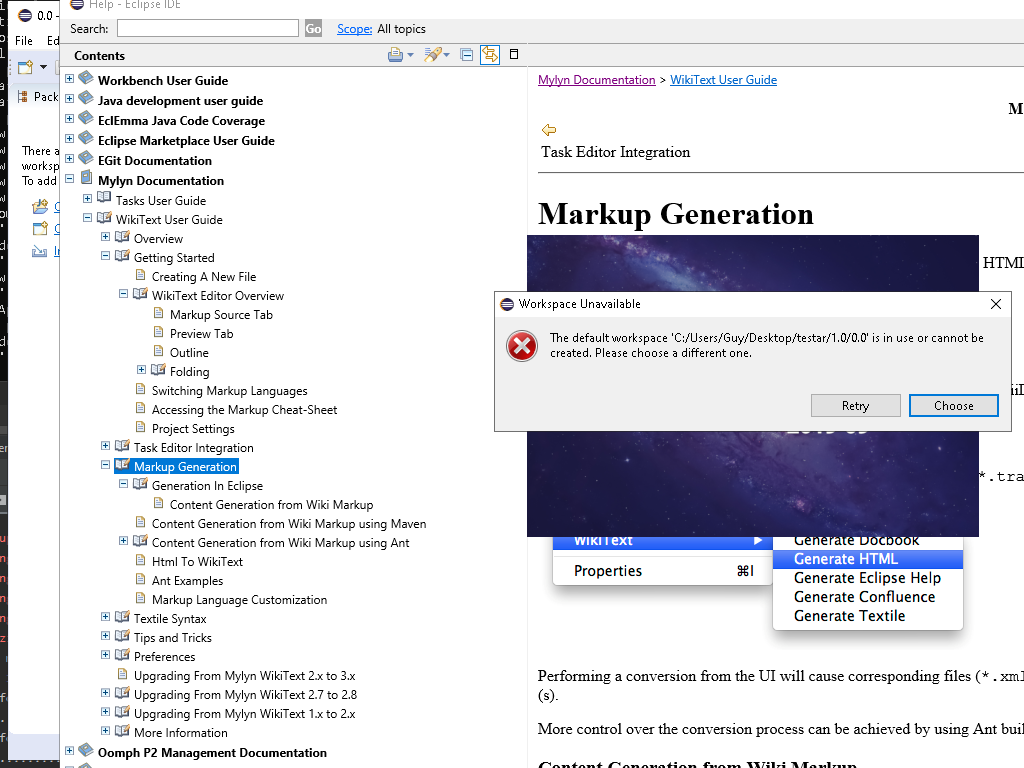 Help - Eclipse IDE
0.0 -
Search:
Go
Scope: All topics
File
Contents
Workbench User Guide
Java development user guide
EclEmma Java Code Coverage
Eclipse Marketplace User Guide
EGit Documentation
Mylyn Documentation
Tasks User Guide
WikiText User Guide
Overview
Getting Started
Creating A New File
WikiText Editor Overview
Markup Source Tab
Preview Tab
Outline
Folding
Switching Markup Languages
Accessing the Markup Cheat-Sheet
Project Settings
Task Editor Integration
Markup Generation
Generation In Eclipse
Content Generation from Wiki Markup
Content Generation from Wiki Markup using Maven
Content Generation from Wiki Markup using Ant
Html To WikiText
Ant Examples
Markup Language Customization
Textile Syntax
Tips and Tricks
Preferences
Upgrading From Mylyn WikiText 2.x to 3.x
Upgrading From Mylyn WikiText 2.7 to 2.8
Upgrading From Mylyn WikiText 1.x to 2.x
More Information
Oomph P2 Management Documentation
Pack
There a
worksp
To add
Mylyn Documentation > WikiText User Guide
M
Task Editor Integration
Markup Generation
HTML
Workspace Unavailable
The default workspace 'C:/Users/Guy/Desktop/testar/1.0/0.0' is in use or cannot be
created. Please choose a different one.
Retry
Choose
*.tra
WikiText
Properties ⌘I
Generate Docbook
Generate HTML
Generate Eclipse Help
Generate Confluence
Generate Textile
Performing a conversion from the UI will cause corresponding files (*.xml
(s).
More control over the conversion process can be achieved by using Ant buil
Content Generation from Wiki Markup